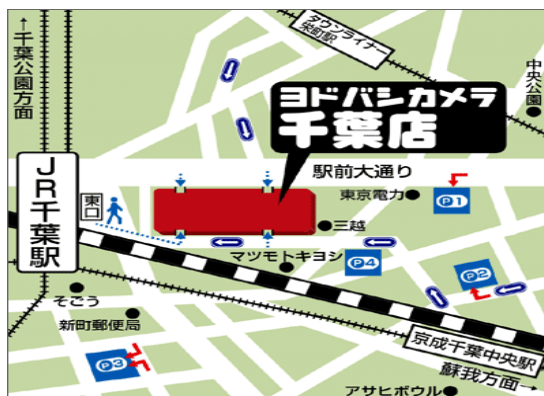 ↑千葉公園方面
タウンライナー
栄町駅
中央公園
ヨドバシカメラ
千葉店
駅前大通り
JR千葉駅
東口
東京電力
P1
三越
マツモトキヨシ
P4
P2
そごう
新町郵便局
P3
京成千葉中央駅
蘇我方面→
アサヒボウル